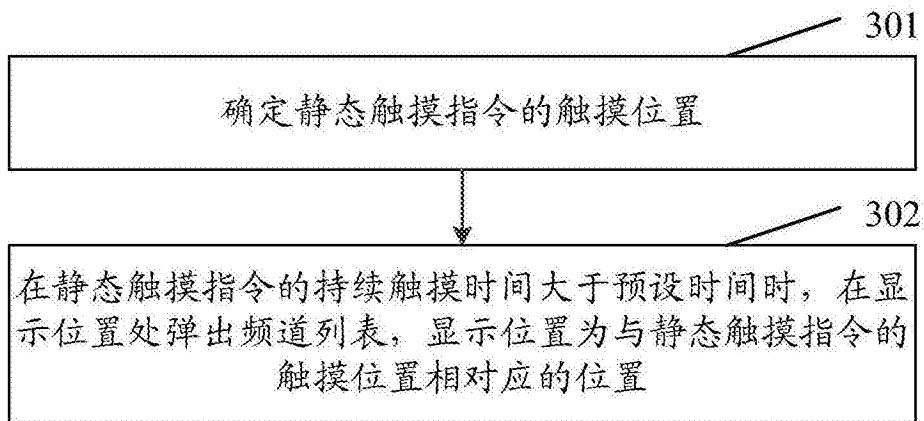 301
确定静态触摸指令的触摸位置
302
在静态触摸指令的持续触摸时间大于预设时间时，在显
示位置处弹出频道列表，显示位置为与静态触摸指令的
触摸位置相对应的位置